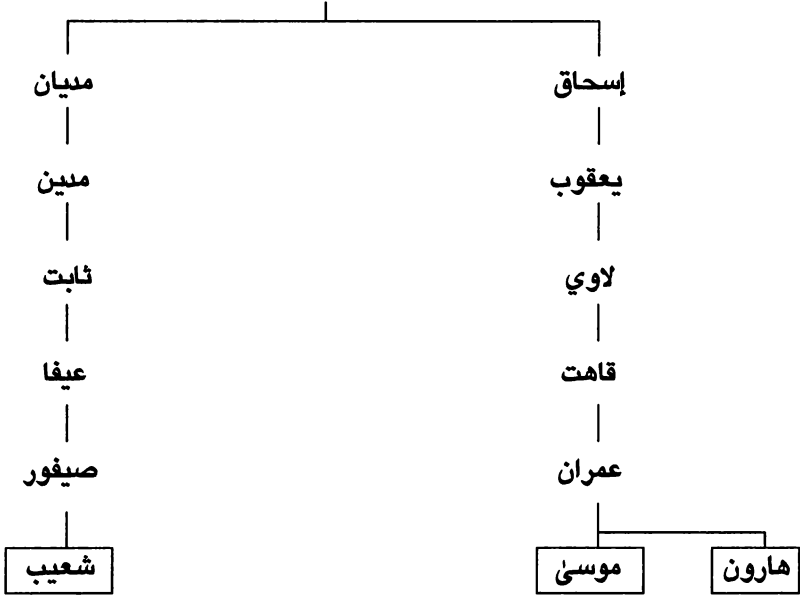 إسحاق مديان
يعقوب مدين
لاوي ثابت
قاهت عيفا
عمران صيفور
هارون موسىٰ شعيب